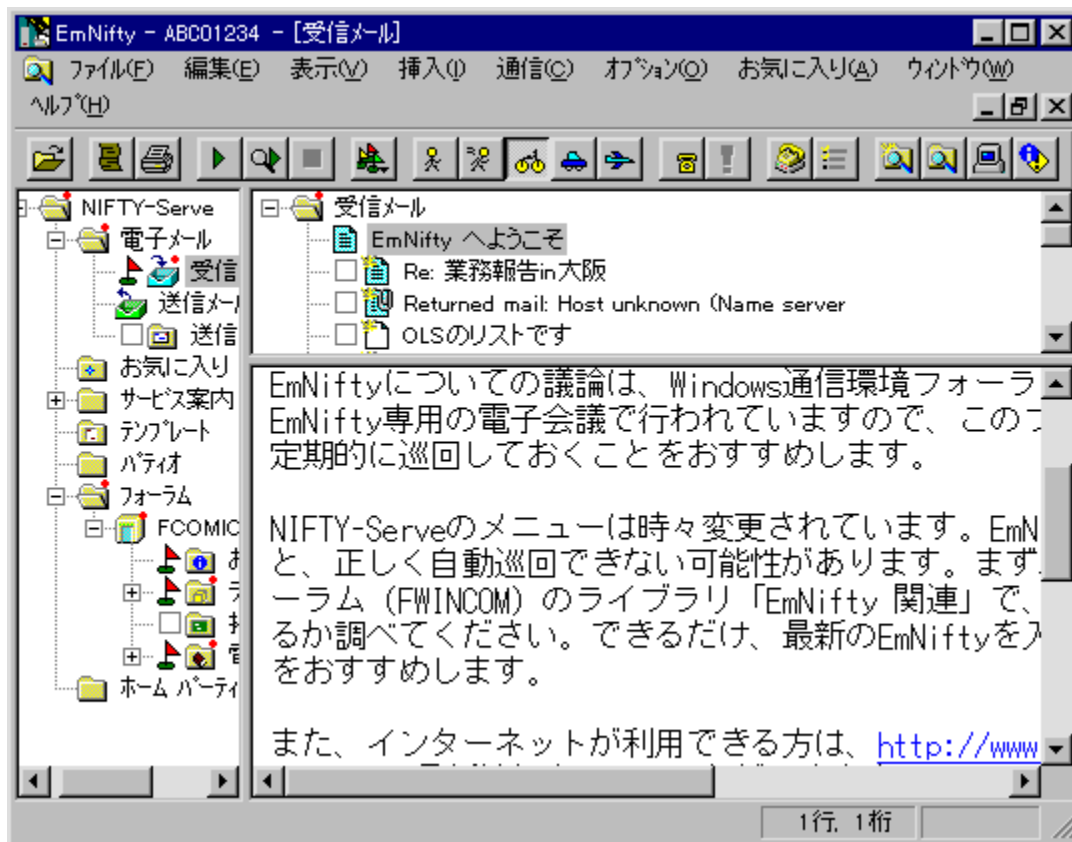 EmNifty - ABC01234 - [受信ﾒｰﾙ]
ﾌｧｲﾙ(F) 編集(E) 表示(V) 挿入(I) 通信(C) ｵﾌﾟｼｮﾝ(O) お気に入り(A) ｳｨﾝﾄﾞｳ(W)
ﾍﾙﾌﾟ(H)
NIFTY-Serve
電子ﾒｰﾙ
受信
送信ﾒｰﾙ
送信
お気に入り
ｻｰﾋﾞｽ案内
ﾃﾝﾌﾟﾚｰﾄ
ﾊﾟﾃｨｵ
ﾌｫｰﾗﾑ
FCOMIC
お
ﾗ
電
ﾎｰﾑ ﾊﾟｰﾃｨ
受信ﾒｰﾙ
EmNifty へようこそ
Re: 業務報告in大阪
Returned mail: Host unknown (Name server
OLSのリストです
EmNiftyについての議論は、Windows通信環境フォーラ
EmNifty専用の電子会議で行われていますので、このフ
定期的に巡回しておくことをおすすめします。
NIFTY-Serveのメニューは時々変更されています。EmN
と、正しく自動巡回できない可能性があります。まず
ーラム（FWINCOM）のライブラリ「EmNifty 関連」で、
るか調べてください。できるだけ、最新のEmNiftyを入
をおすすめします。
また、インターネットが利用できる方は、http://www
1行, 1桁